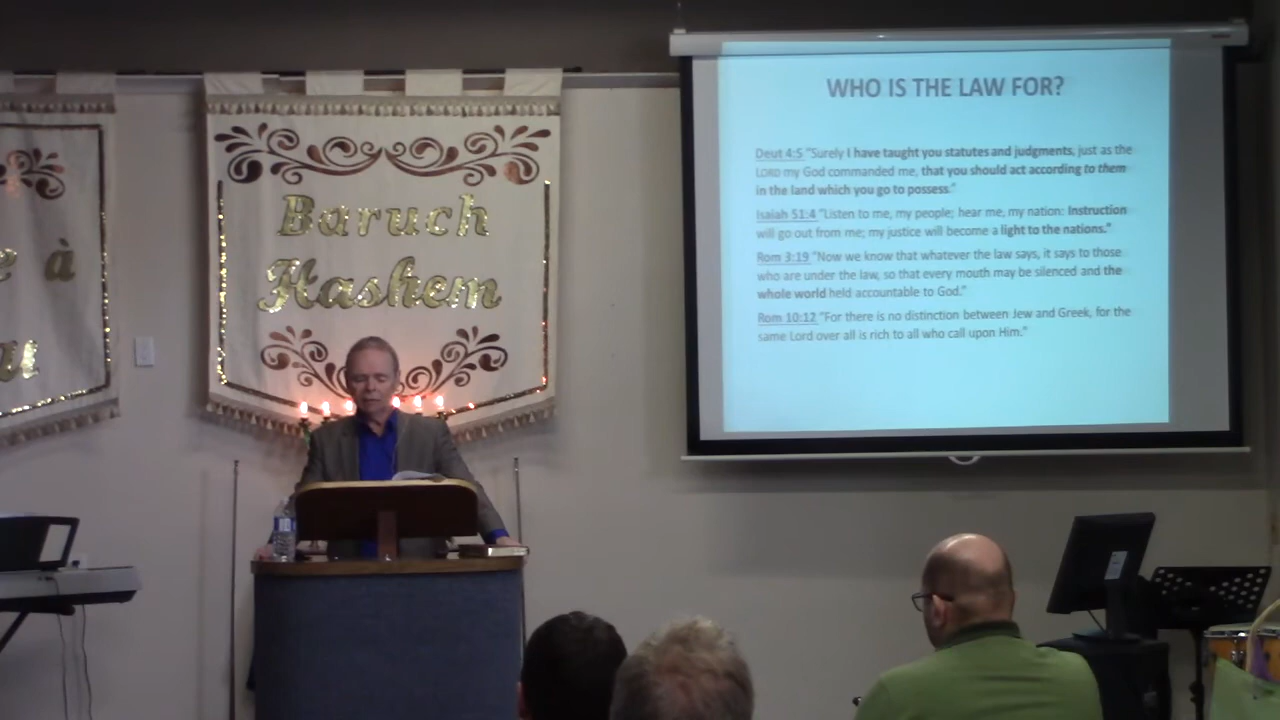 à
Baruch
Hashem
WHO IS THE LAW FOR?
Deut 4:5 "Surely I have taught you statutes and judgments, just as the
LORD my God commanded me, that you should act according to them
in the land which you go to possess."
Isaiah 51:4 "Listen to me, my people; hear me, my nation: Instruction
will go out from me; my justice will become a light to the nations."
Rom 3:19 "Now we know that whatever the law says, it says to those
who are under the law, so that every mouth may be silenced and the
whole world held accountable to God."
Rom 10:12 "For there is no distinction between Jew and Greek, for the
same Lord over all is rich to all who call upon Him."